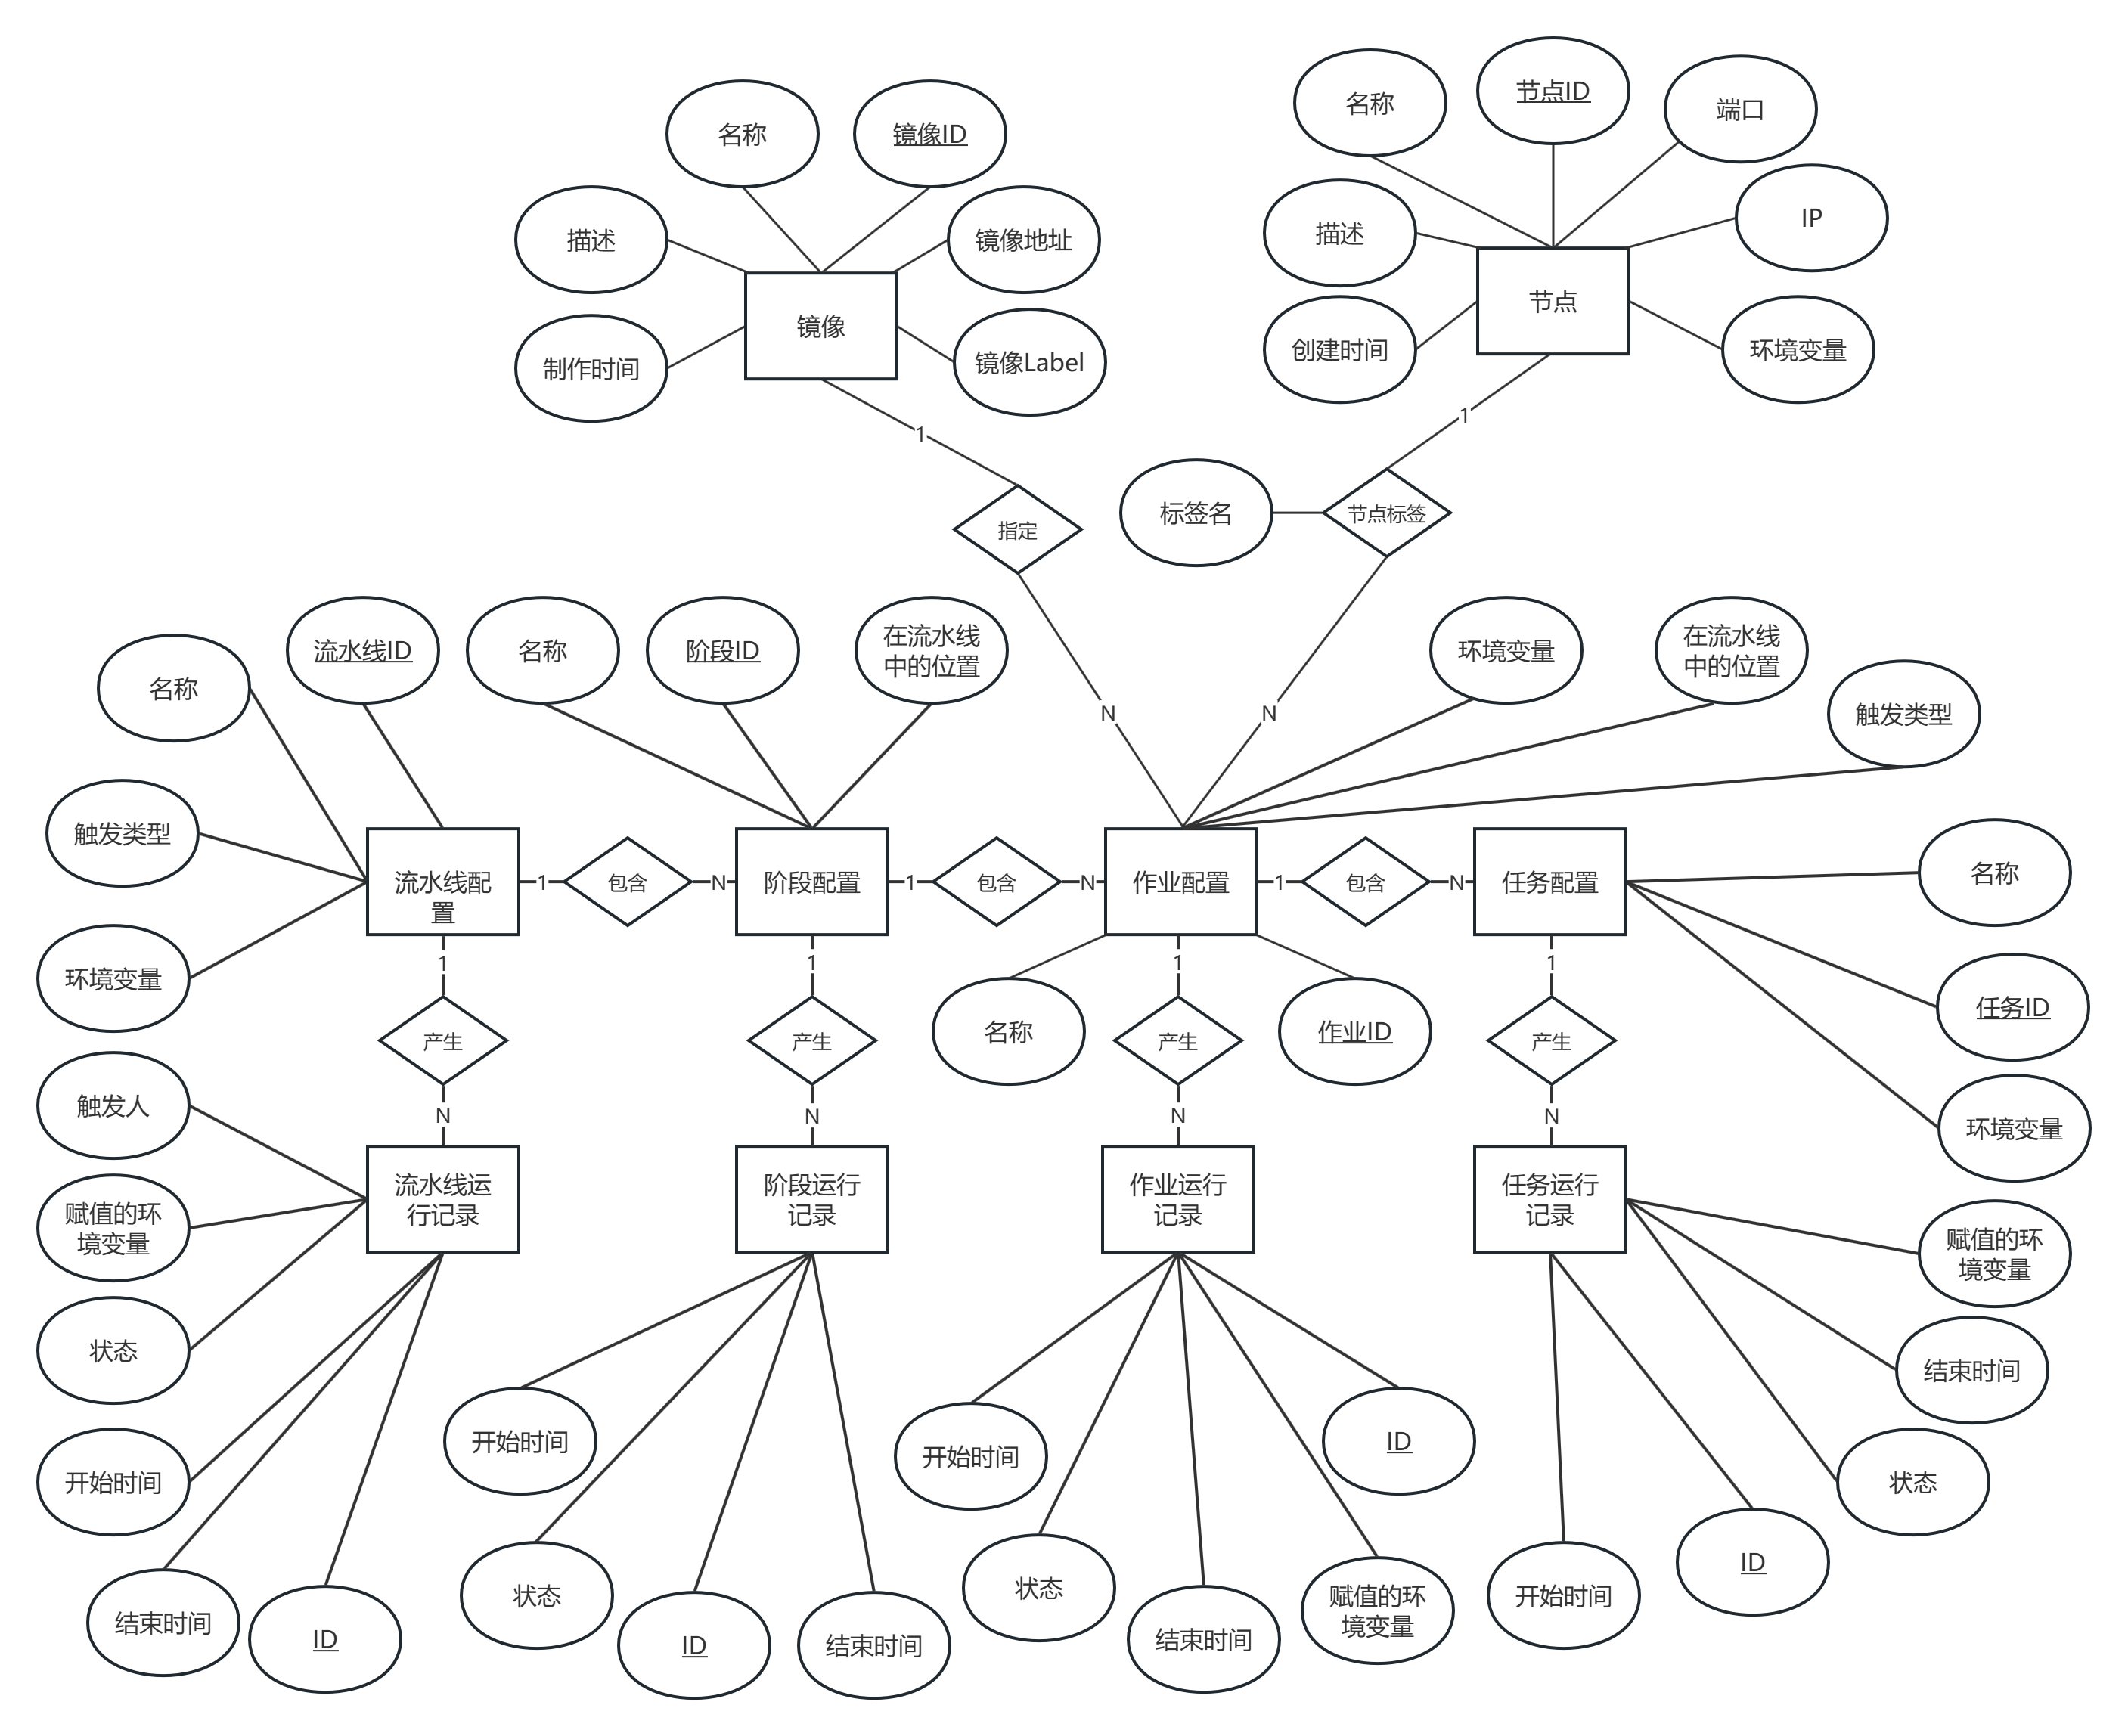 名称
节点ID
端口
名称
镜像ID
IP
描述
镜像地址
描述
节点
镜像
制作时间
镜像Label
创建时间
环境变量
1
1
标签名
节点标签
指定
名称
流水线ID
名称
阶段ID
在流水线
中的位置
N
N
环境变量
在流水线
中的位置
触发类型
触发类型
流水线配
置
1
包含
N
阶段配置
1
包含
N
作业配置
1
包含
N
任务配置
名称
环境变量
1
1
1
1
产生
产生
名称
产生
作业ID
产生
任务ID
触发人
N
N
N
N
环境变量
赋值的环
境变量
流水线运
行记录
阶段运行
记录
作业运行
记录
任务运行
记录
赋值的环
境变量
状态
结束时间
开始时间
开始时间
开始时间
ID
状态
结束时间
ID
状态
ID
结束时间
状态
结束时间
赋值的环
境变量
开始时间
ID